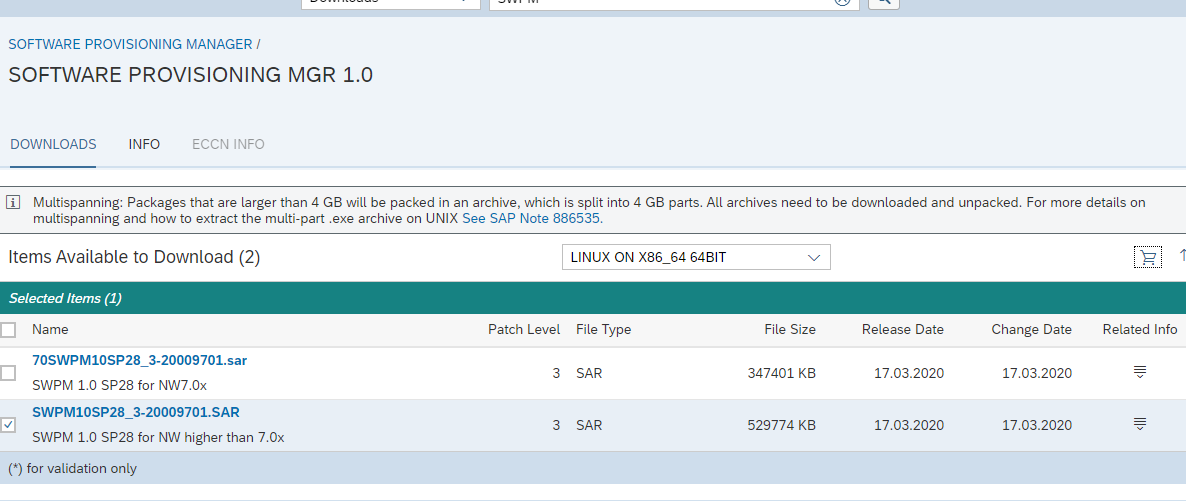 Downloads SWPM
SOFTWARE PROVISIONING MANAGER /
SOFTWARE PROVISIONING MGR 1.0
DOWNLOADS INFO ECCN INFO
Multispanning: Packages that are larger than 4 GB will be packed in an archive, which is split into 4 GB parts. All archives need to be downloaded and unpacked. For more details on
multispanning and how to extract the multi-part .exe archive on UNIX See SAP Note 886535.
Items Available to Download (2) LINUX ON X86_64 64BIT
Selected Items (1)
Name Patch Level File Type File Size Release Date Change Date Related Info
70SWPM10SP28_3-20009701.sar
SWPM 1.0 SP28 for NW7.0x
3 SAR 347401 KB 17.03.2020 17.03.2020
SWPM10SP28_3-20009701.SAR
SWPM 1.0 SP28 for NW higher than 7.0x
3 SAR 529774 KB 17.03.2020 17.03.2020
(*) for validation only